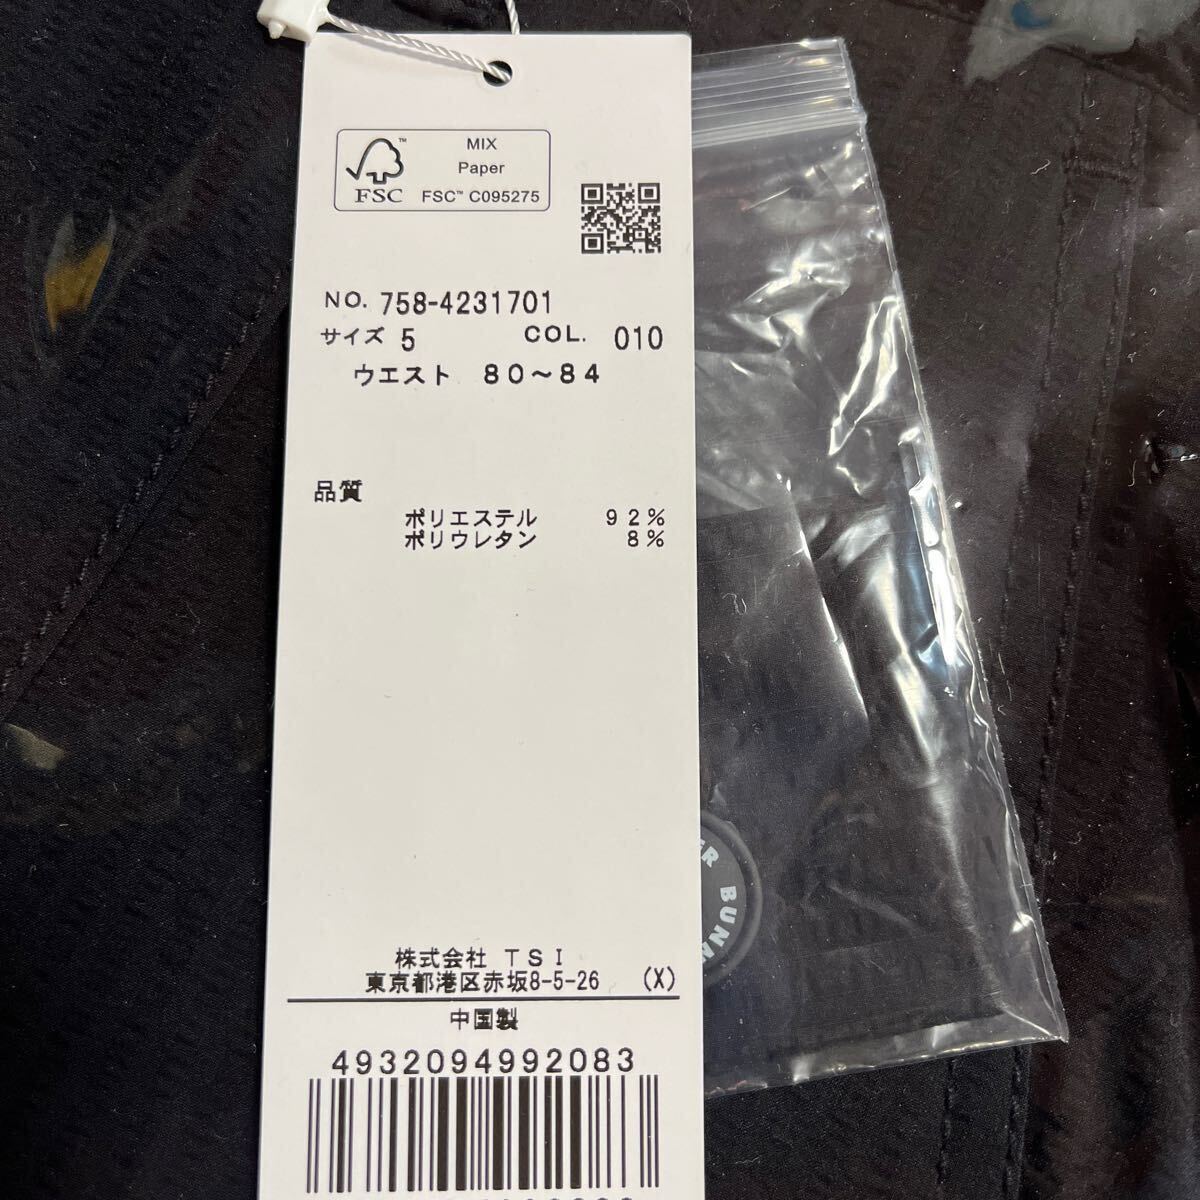 MIX
Paper
FSC™ C095275
FSC
NO. 758-4231701
サイズ 5 COL. 010
ウエスト 80～84
品質
ポリエステル 92%
ポリウレタン 8%
株式会社 TSI
東京都港区赤坂8-5-26 (X)
中国製
4932094992083